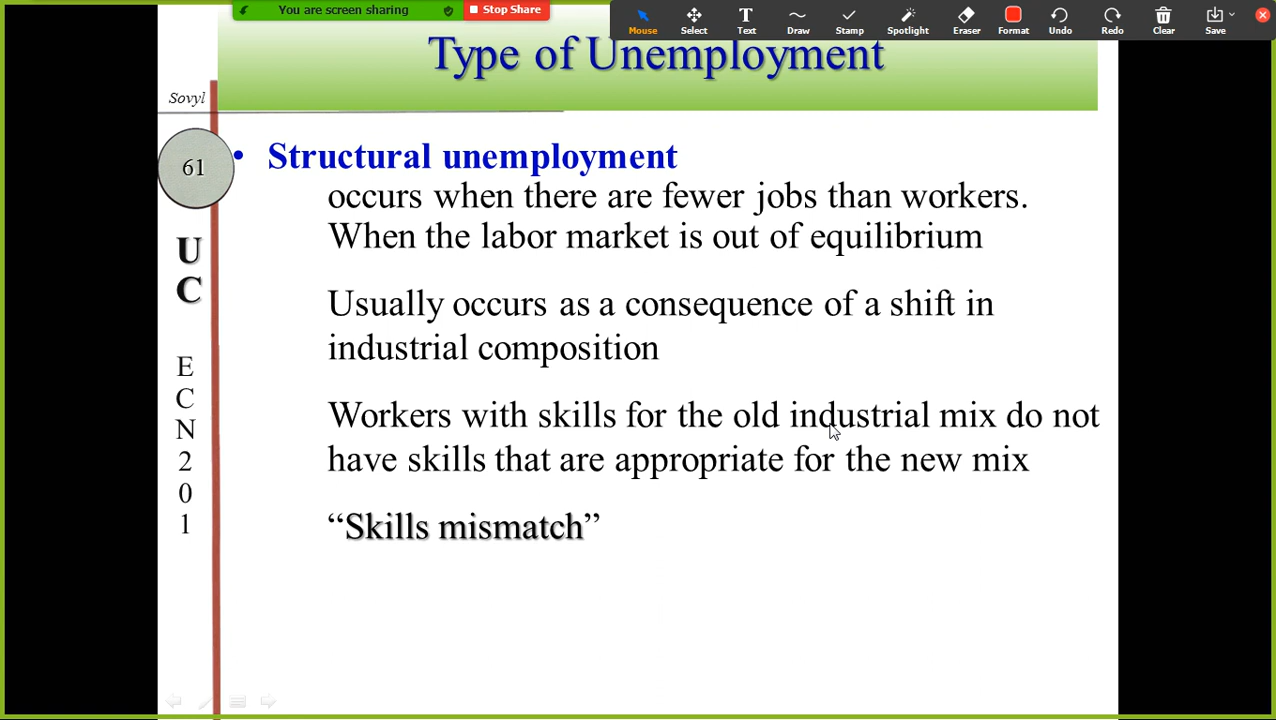 You are screen sharing
Stop Share
Mouse
Select
Text
Draw
Stamp
Spotlight
Eraser
Format
Undo
Redo
Clear
Save
Type of Unemployment
Sovyl
61
U
C
E
C
N
2
0
1
• Structural unemployment
occurs when there are fewer jobs than workers.
When the labor market is out of equilibrium
Usually occurs as a consequence of a shift in
industrial composition
Workers with skills for the old industrial mix do not
have skills that are appropriate for the new mix
“Skills mismatch”